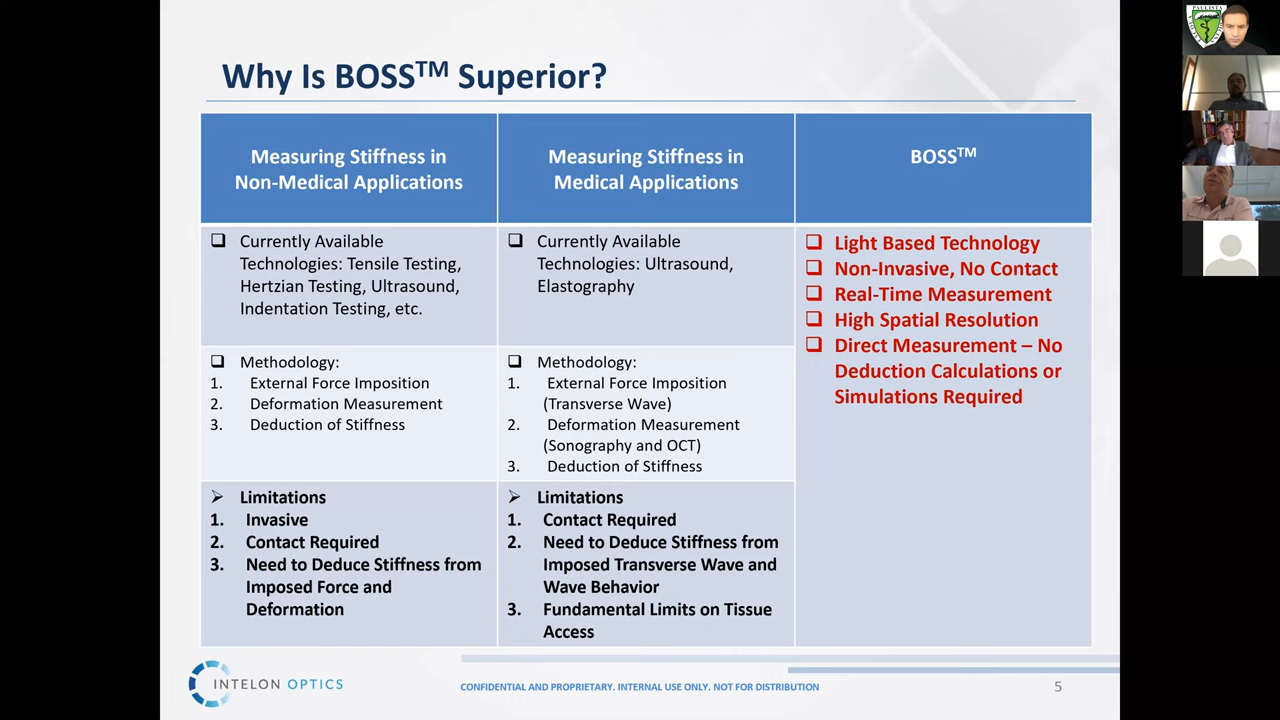 Why Is BOSS™ Superior?
Measuring Stiffness in
Non-Medical Applications
Measuring Stiffness in
Medical Applications
BOSS™
❑ Currently Available
Technologies: Tensile Testing,
Hertzian Testing, Ultrasound,
Indentation Testing, etc.
❑ Currently Available
Technologies: Ultrasound,
Elastography
❑ Light Based Technology
❑ Non-Invasive, No Contact
❑ Real-Time Measurement
❑ High Spatial Resolution
❑ Direct Measurement – No
Deduction Calculations or
Simulations Required
❑ Methodology:
1. External Force Imposition
2. Deformation Measurement
3. Deduction of Stiffness
❑ Methodology:
1. External Force Imposition
(Transverse Wave)
2. Deformation Measurement
(Sonography and OCT)
3. Deduction of Stiffness
➢ Limitations
1. Invasive
2. Contact Required
3. Need to Deduce Stiffness from
Imposed Force and
Deformation
➢ Limitations
1. Contact Required
2. Need to Deduce Stiffness from
Imposed Transverse Wave and
Wave Behavior
3. Fundamental Limits on Tissue
Access
INTELON OPTICS
CONFIDENTIAL AND PROPRIETARY. INTERNAL USE ONLY. NOT FOR DISTRIBUTION
5
PAULISTA